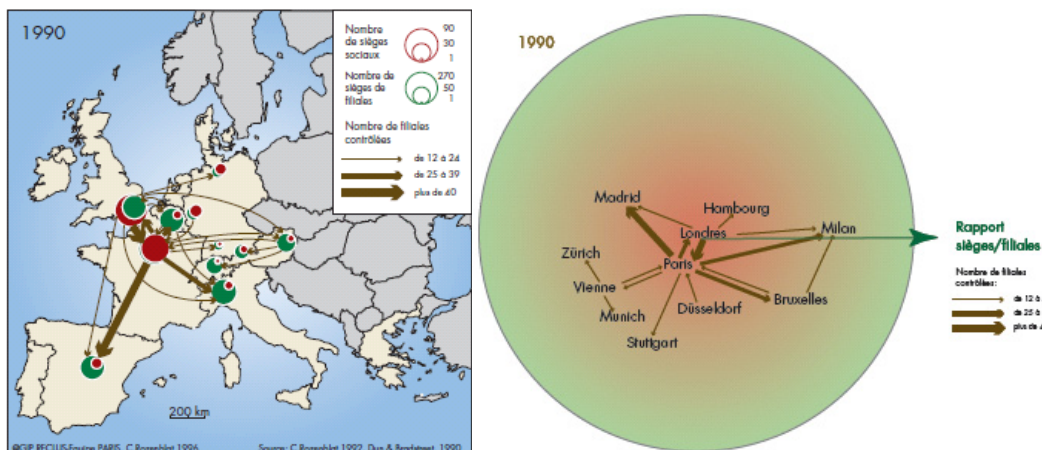 1990
Nombre
de sièges
sociaux
90
30
1
Nombre de
sièges de
filiales
270
50
1
Nombre de filiales
contrôlées
de 12 à 24
de 25 à 39
plus de 40
200 km
©GIP RECLUS-Equipe PARIS, C.Rozenblat 1996
Source: C.Rozenblat 1992, Dun & Bradstreet, 1990
1990
Madrid
Hambourg
Londres
Milan
Zürich
Paris
Vienne
Bruxelles
Munich
Düsseldorf
Stuttgart
Rapport
sièges/filiales
Nombre de filiales
contrôlées:
de 12 à
de 25 à
plus de 4